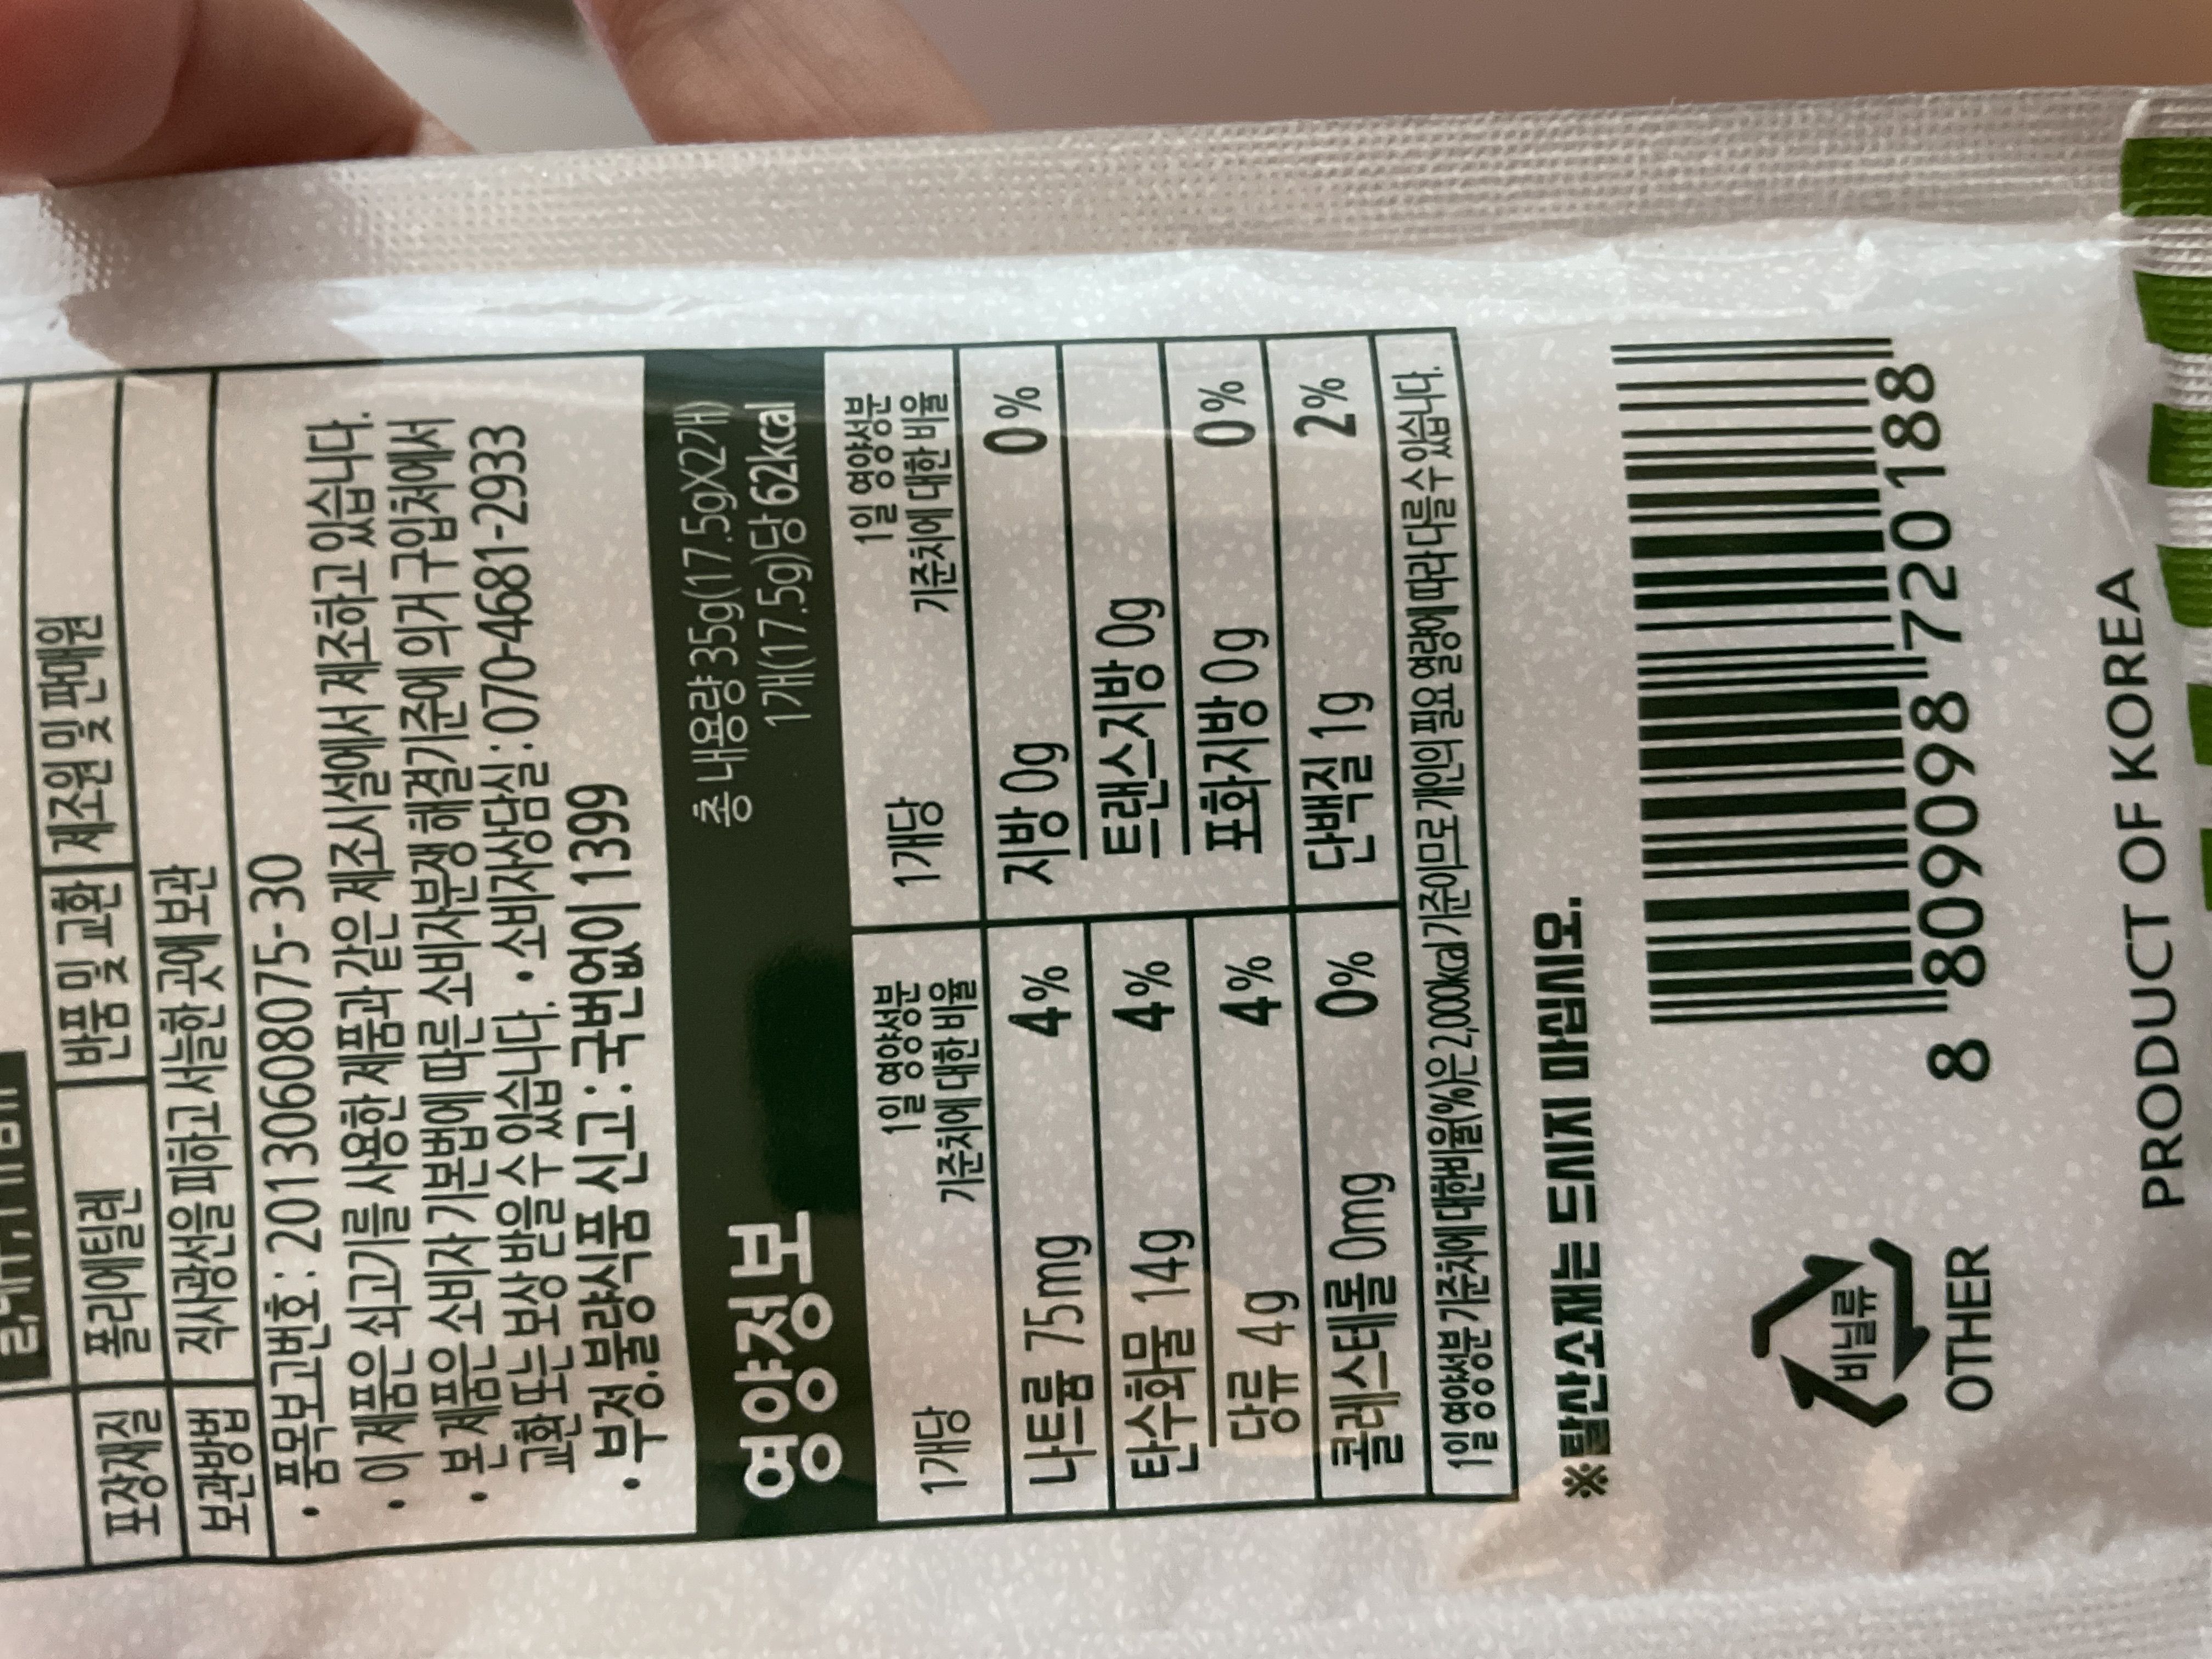 포장재질 폴리에틸렌 반품 및 교환 제조원 및 판매원
보관방법 직사광선을 피하고 서늘한 곳에 보관
• 품목보고번호 : 20130608075-30
• 이 제품은 쇠고기를 사용한 제품과 같은 제조시설에서 제조하고 있습니다.
• 본 제품은 소비자 기본법에 따른 소비자분쟁 해결기준에 의거 구입처에서
교환 또는 보상 받을 수 있습니다. • 소비자상담실 : 070-4681-2933
• 부정.불량식품 신고 : 국번없이 1399
영양정보
총 내용량 35g(17.5gX2개)
1개(17.5g)당 62kcal
1개당 1일 영양성분 기준치에 대한 비율 1개당 1일 영양성분 기준치에 대한 비율
나트륨 75mg 4% 지방 0g 0%
탄수화물 14g 4% 트랜스지방 0g
당류 4g 4% 포화지방 0g 0%
콜레스테롤 0mg 0% 단백질 1g 2%
1일 영양성분 기준치에 대한 비율(%)은 2,000kcal 기준이므로 개인의 필요 열량에 따라 다를 수 있습니다.
※탈산소재는 드시지 마십시오.
비닐류
OTHER
8 809098 720188
PRODUCT OF KOREA